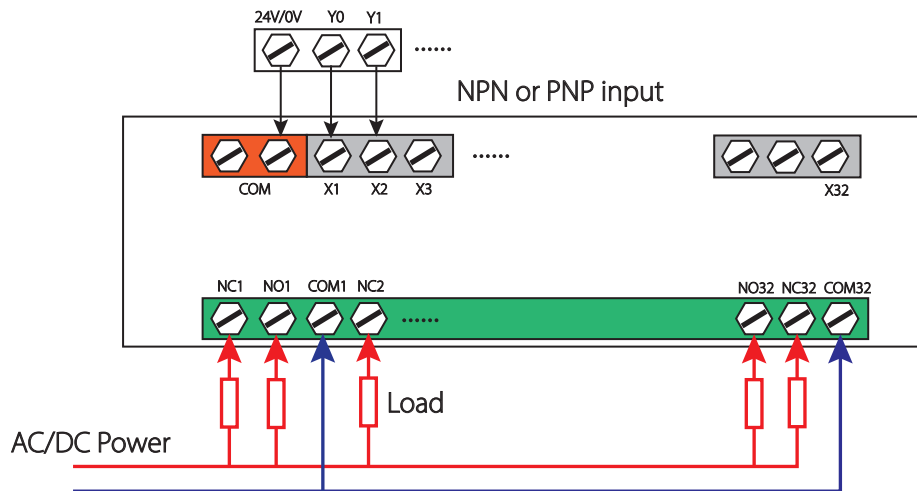 24V/0V Y0 Y1 ······
NPN or PNP input
······
COM X1 X2 X3 X32
NC1 NO1 COM1 NC2 NO32 NC32 COM32
······
Load
AC/DC Power